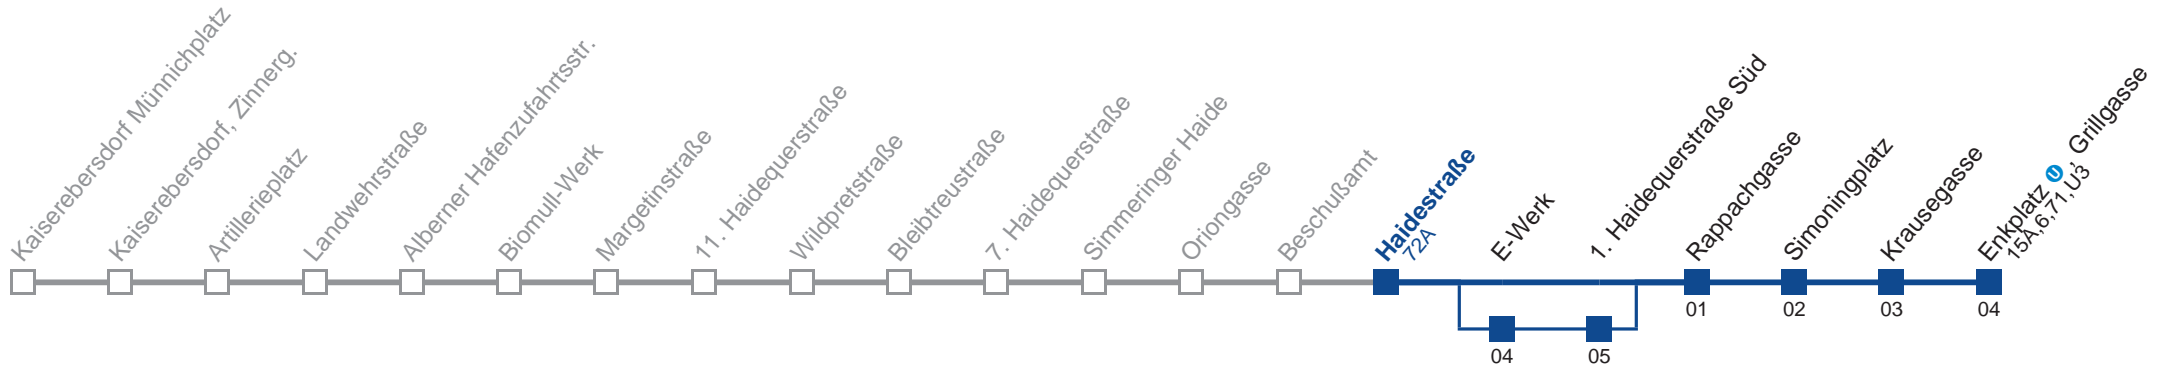 Kaiserebersdorf Münnichplatz
Kaiserebersdorf, Zinnerg.
Artillerieplatz
Landwehrstraße
Alberner Hafenzufahrtsstr.
Biomull-Werk
Margetinstraße
11. Haidequerstraße
Wildpretstraße
Bleibtreustraße
7. Haidequerstraße
Simmeringer Haide
Oriongasse
Beschußamt
Haidestraße
72A
E-Werk
1. Haidequerstraße Süd
Rappachgasse
Simoningplatz
Krausegasse
Enkplatz U , Grillgasse
15A,6,71,U3
01
02
03
04
04
05